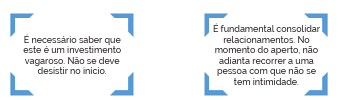 É necessário saber que
este é um investimento
vagaroso. Não se deve
desistir no início.
É fundamental consolidar
relacionamentos. No
momento do aperto, não
adianta recorrer a uma
pessoa com que não se
tem intimidade.